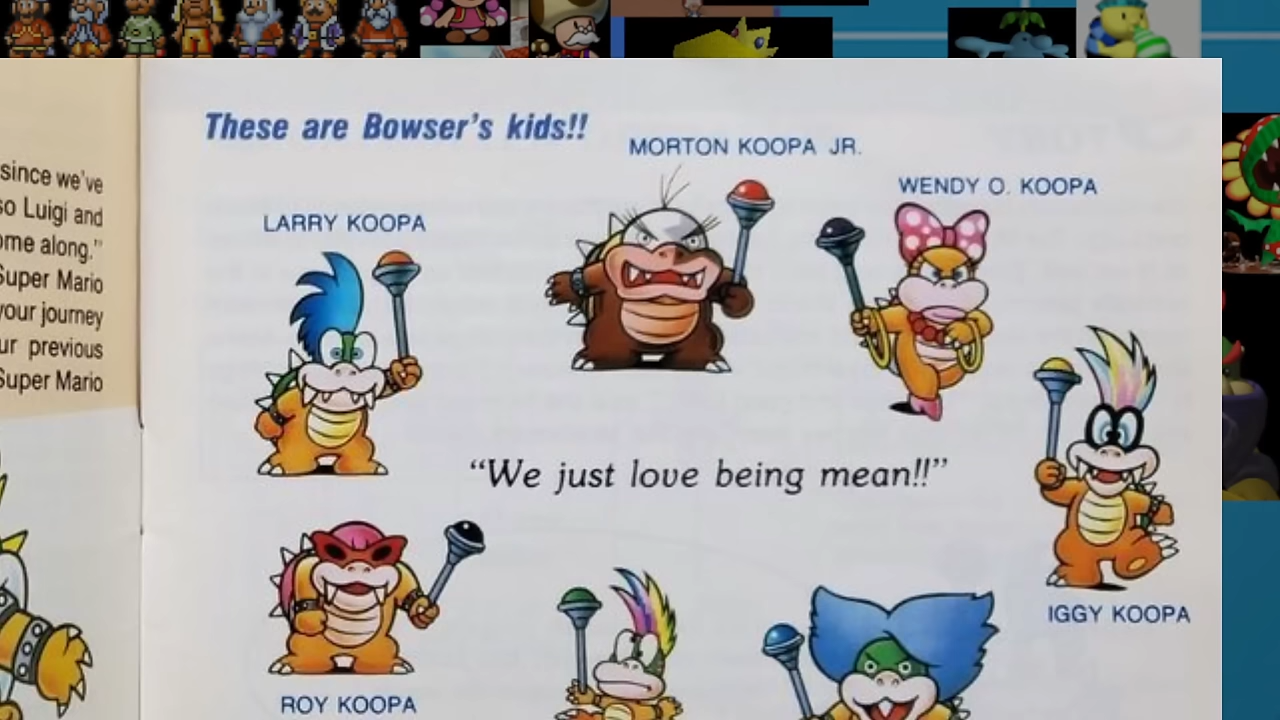 since we've
so Luigi and
ome along."
Super Mario
your journey
ur previous
Super Mario
These are Bowser's kids!!
MORTON KOOPA JR.
WENDY O. KOOPA
LARRY KOOPA
"We just love being mean!!"
IGGY KOOPA
ROY KOOPA